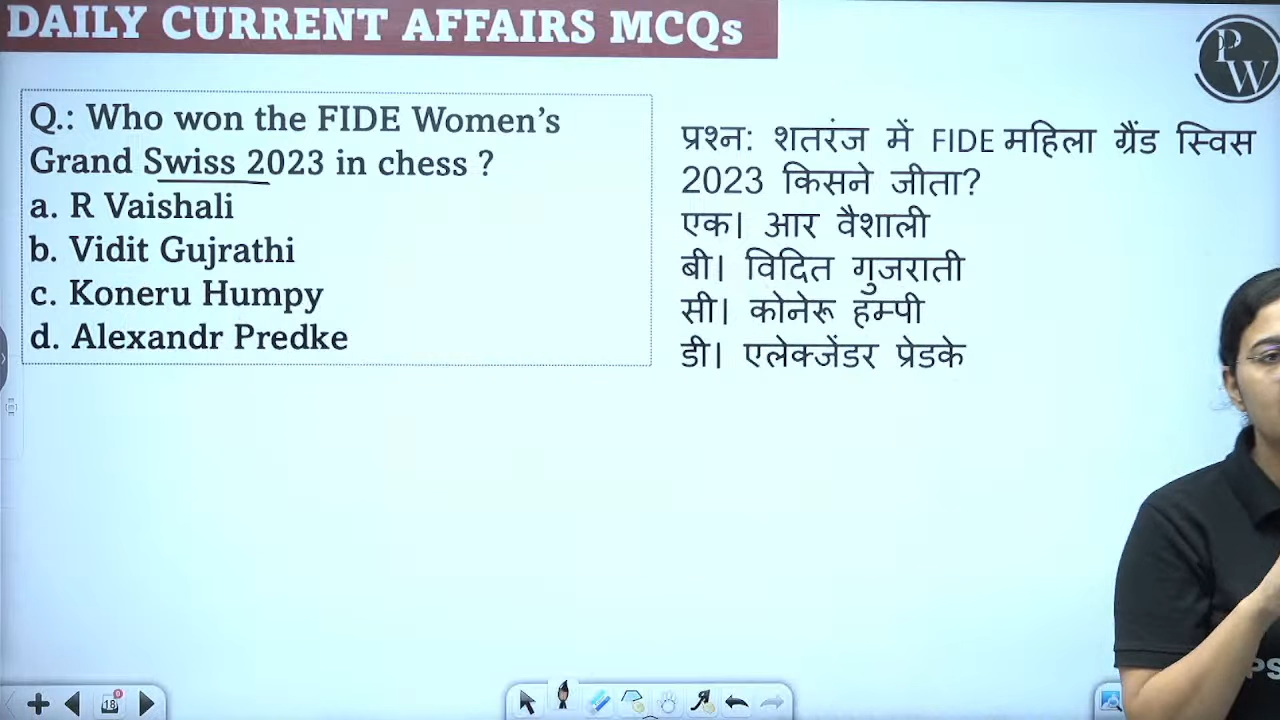 DAILY CURRENT AFFAIRS MCQs
PW
Q.: Who won the FIDE Women's
Grand Swiss 2023 in chess ?
a. R Vaishali
b. Vidit Gujrathi
c. Koneru Humpy
d. Alexandr Predke
प्रश्न: शतरंज में FIDE महिला ग्रैंड स्विस
2023 किसने जीता?
एक। आर वैशाली
बी। विदित गुजराती
सी। कोनेरू हम्पी
डी। एलेक्जेंडर प्रेडके
18